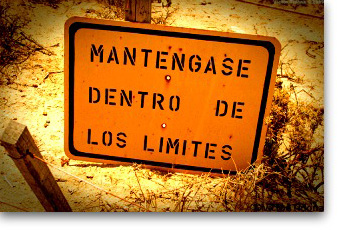 MANTENGASE
DENTRO DE
LOS LIMITES